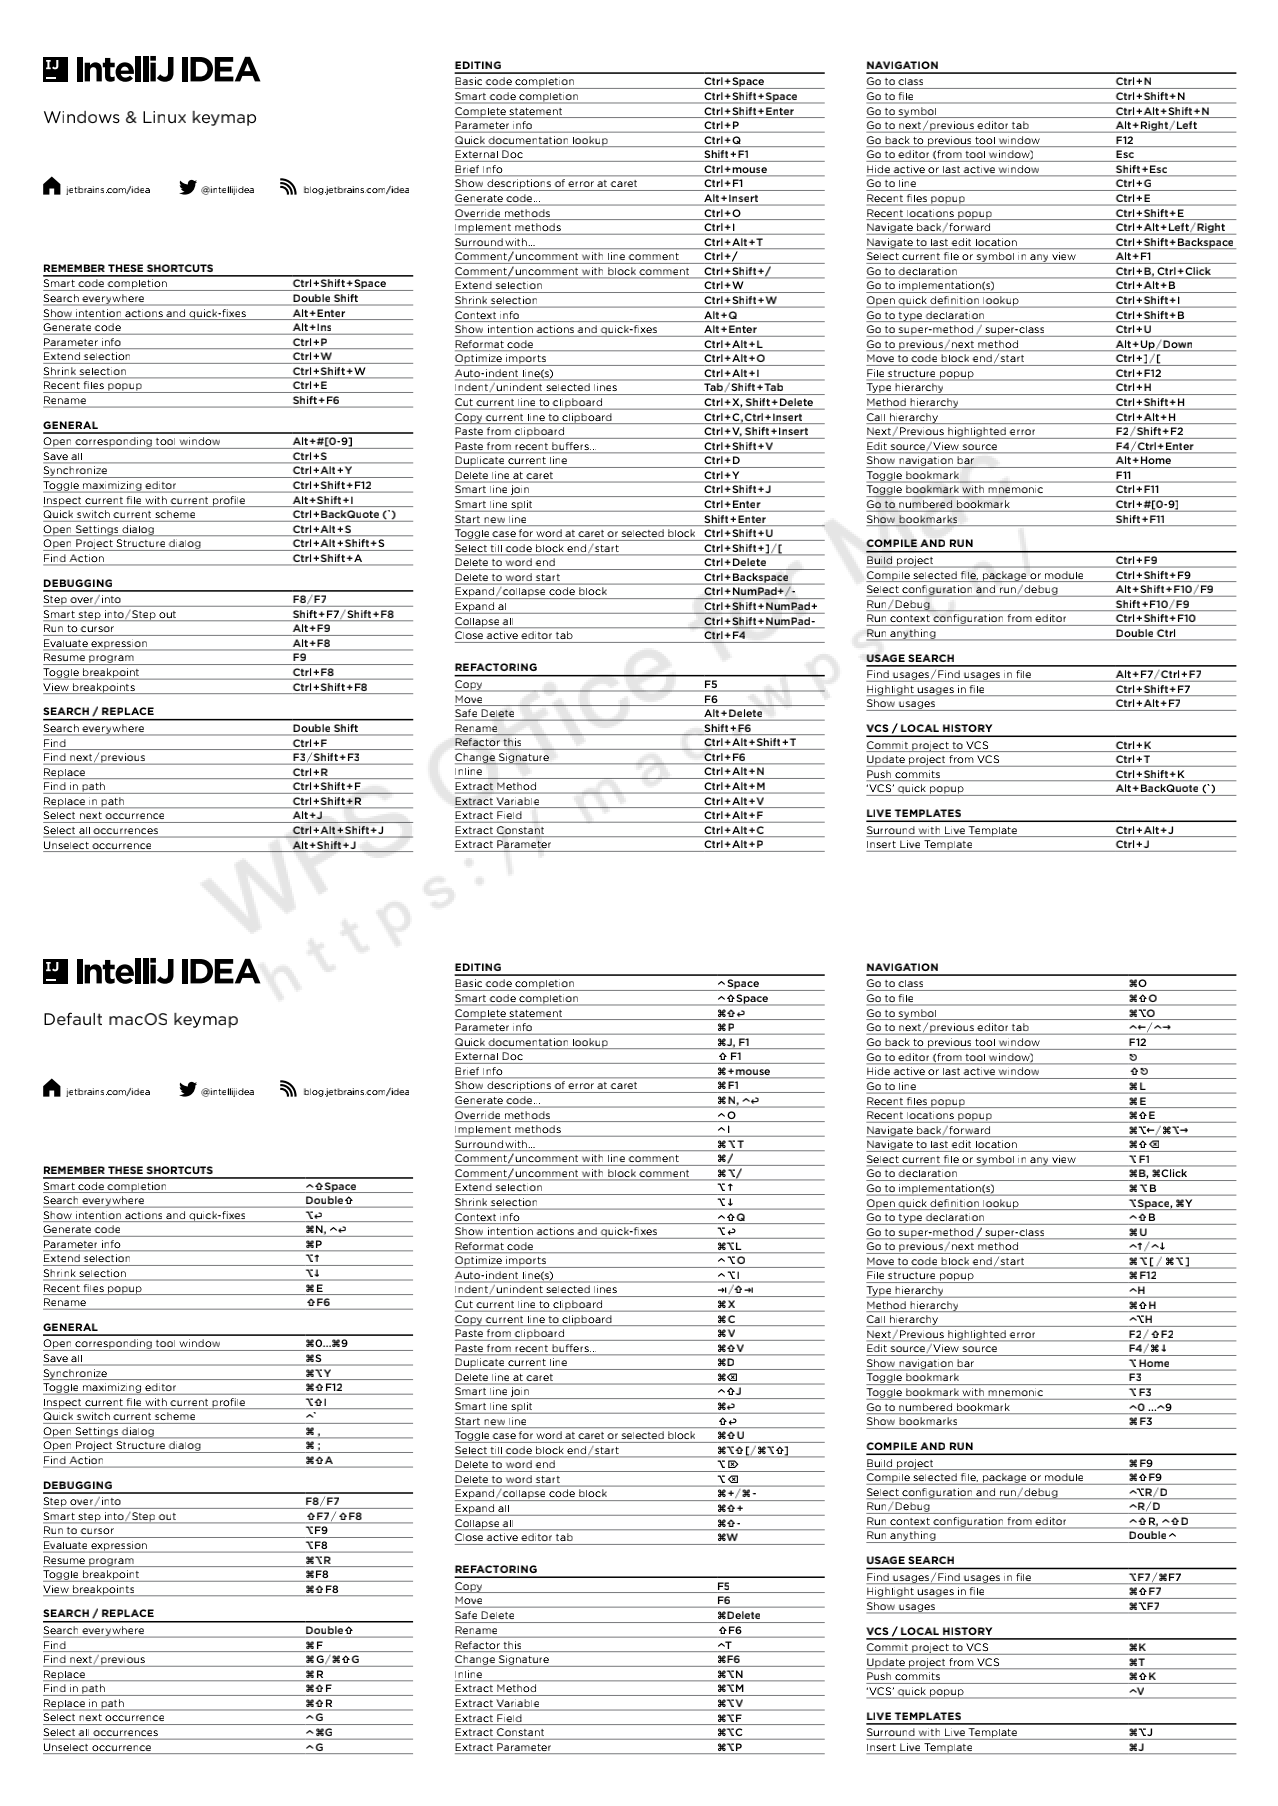 IJ IntelliJ IDEA
Windows & Linux keymap
jetbrains.com/idea @intellijidea blog.jetbrains.com/idea
REMEMBER THESE SHORTCUTS
Smart code completion Ctrl+Shift+Space
Search everywhere Double Shift
Show intention actions and quick-fixes Alt+Enter
Generate code Alt+Ins
Parameter info Ctrl+P
Extend selection Ctrl+W
Shrink selection Ctrl+Shift+W
Recent files popup Ctrl+E
Rename Shift+F6
GENERAL
Open corresponding tool window Alt+#[0-9]
Save all Ctrl+S
Synchronize Ctrl+Alt+Y
Toggle maximizing editor Ctrl+Shift+F12
Inspect current file with current profile Alt+Shift+I
Quick switch current scheme Ctrl+BackQuote (`)
Open Settings dialog Ctrl+Alt+S
Open Project Structure dialog Ctrl+Alt+Shift+S
Find Action Ctrl+Shift+A
DEBUGGING
Step over/into F8/F7
Smart step into/Step out Shift+F7/Shift+F8
Run to cursor Alt+F9
Evaluate expression Alt+F8
Resume program F9
Toggle breakpoint Ctrl+F8
View breakpoints Ctrl+Shift+F8
SEARCH / REPLACE
Search everywhere Double Shift
Find Ctrl+F
Find next/previous F3/Shift+F3
Replace Ctrl+R
Find in path Ctrl+Shift+F
Replace in path Ctrl+Shift+R
Select next occurrence Alt+J
Select all occurrences Ctrl+Alt+Shift+J
Unselect occurrence Alt+Shift+J
EDITING
Basic code completion Ctrl+Space
Smart code completion Ctrl+Shift+Space
Complete statement Ctrl+Shift+Enter
Parameter info Ctrl+P
Quick documentation lookup Ctrl+Q
External Doc Shift+F1
Brief Info Ctrl+mouse
Show descriptions of error at caret Ctrl+F1
Generate code... Alt+Insert
Override methods Ctrl+O
Implement methods Ctrl+I
Surround with... Ctrl+Alt+T
Comment/uncomment with line comment Ctrl+/
Comment/uncomment with block comment Ctrl+Shift+/
Extend selection Ctrl+W
Shrink selection Ctrl+Shift+W
Context info Alt+Q
Show intention actions and quick-fixes Alt+Enter
Reformat code Ctrl+Alt+L
Optimize imports Ctrl+Alt+O
Auto-indent line(s) Ctrl+Alt+I
Indent/unindent selected lines Tab/Shift+Tab
Cut current line to clipboard Ctrl+X, Shift+Delete
Copy current line to clipboard Ctrl+C,Ctrl+Insert
Paste from clipboard Ctrl+V, Shift+Insert
Paste from recent buffers... Ctrl+Shift+V
Duplicate current line Ctrl+D
Delete line at caret Ctrl+Y
Smart line join Ctrl+Shift+J
Smart line split Ctrl+Enter
Start new line Shift+Enter
Toggle case for word at caret or selected block Ctrl+Shift+U
Select till code block end/start Ctrl+Shift+]/[
Delete to word end Ctrl+Delete
Delete to word start Ctrl+Backspace
Expand/collapse code block Ctrl+NumPad+/-
Expand al Ctrl+Shift+NumPad+
Collapse all Ctrl+Shift+NumPad-
Close active editor tab Ctrl+F4
REFACTORING
Copy F5
Move F6
Safe Delete Alt+Delete
Rename Shift+F6
Refactor this Ctrl+Alt+Shift+T
Change Signature Ctrl+F6
Inline Ctrl+Alt+N
Extract Method Ctrl+Alt+M
Extract Variable Ctrl+Alt+V
Extract Field Ctrl+Alt+F
Extract Constant Ctrl+Alt+C
Extract Parameter Ctrl+Alt+P
NAVIGATION
Go to class Ctrl+N
Go to file Ctrl+Shift+N
Go to symbol Ctrl+Alt+Shift+N
Go to next/previous editor tab Alt+Right/Left
Go back to previous tool window F12
Go to editor (from tool window) Esc
Hide active or last active window Shift+Esc
Go to line Ctrl+G
Recent files popup Ctrl+E
Recent locations popup Ctrl+Shift+E
Navigate back/forward Ctrl+Alt+Left/Right
Navigate to last edit location Ctrl+Shift+Backspace
Select current file or symbol in any view Alt+F1
Go to declaration Ctrl+B, Ctrl+Click
Go to implementation(s) Ctrl+Alt+B
Open quick definition lookup Ctrl+Shift+I
Go to type declaration Ctrl+Shift+B
Go to super-method / super-class Ctrl+U
Go to previous/next method Alt+Up/Down
Move to code block end/start Ctrl+]/[
File structure popup Ctrl+F12
Type hierarchy Ctrl+H
Method hierarchy Ctrl+Shift+H
Call hierarchy Ctrl+Alt+H
Next/Previous highlighted error F2/Shift+F2
Edit source/View source F4/Ctrl+Enter
Show navigation bar Alt+Home
Toggle bookmark F11
Toggle bookmark with mnemonic Ctrl+F11
Go to numbered bookmark Ctrl+#[0-9]
Show bookmarks Shift+F11
COMPILE AND RUN
Build project Ctrl+F9
Compile selected file, package or module Ctrl+Shift+F9
Select configuration and run/debug Alt+Shift+F10/F9
Run/Debug Shift+F10/F9
Run context configuration from editor Ctrl+Shift+F10
Run anything Double Ctrl
USAGE SEARCH
Find usages/Find usages in file Alt+F7/Ctrl+F7
Highlight usages in file Ctrl+Shift+F7
Show usages Ctrl+Alt+F7
VCS / LOCAL HISTORY
Commit project to VCS Ctrl+K
Update project from VCS Ctrl+T
Push commits Ctrl+Shift+K
'VCS' quick popup Alt+BackQuote (`)
LIVE TEMPLATES
Surround with Live Template Ctrl+Alt+J
Insert Live Template Ctrl+J
WPS Office for Mac
https://mac.wps.cn/
IJ IntelliJ IDEA
Default macOS keymap
jetbrains.com/idea @intellijidea blog.jetbrains.com/idea
REMEMBER THESE SHORTCUTS
Smart code completion ⌃⇧Space
Search everywhere Double⇧
Show intention actions and quick-fixes ⌥↩
Generate code ⌘N, ⌃↩
Parameter info ⌘P
Extend selection ⌥↑
Shrink selection ⌥↓
Recent files popup ⌘E
Rename ⇧F6
GENERAL
Open corresponding tool window ⌘0...⌘9
Save all ⌘S
Synchronize ⌘⌥Y
Toggle maximizing editor ⌘⇧F12
Inspect current file with current profile ⌥⇧I
Quick switch current scheme ⌃`
Open Settings dialog ⌘,
Open Project Structure dialog ⌘;
Find Action ⌘⇧A
DEBUGGING
Step over/into F8/F7
Smart step into/Step out ⇧F7/⇧F8
Run to cursor ⌥F9
Evaluate expression ⌥F8
Resume program ⌘⌥R
Toggle breakpoint ⌘F8
View breakpoints ⌘⇧F8
SEARCH / REPLACE
Search everywhere Double⇧
Find ⌘F
Find next/previous ⌘G/⌘⇧G
Replace ⌘R
Find in path ⌘⇧F
Replace in path ⌘⇧R
Select next occurrence ⌃G
Select all occurrences ⌃⌘G
Unselect occurrence ⌃G
EDITING
Basic code completion ⌃Space
Smart code completion ⌃⇧Space
Complete statement ⌘⇧↩
Parameter info ⌘P
Quick documentation lookup ⌘J, F1
External Doc ⇧F1
Brief Info ⌘+mouse
Show descriptions of error at caret ⌘F1
Generate code... ⌘N, ⌃↩
Override methods ⌃O
Implement methods ⌃I
Surround with... ⌘⌥T
Comment/uncomment with line comment ⌘/
Comment/uncomment with block comment ⌘⌥/
Extend selection ⌥↑
Shrink selection ⌥↓
Context info ⌃⇧Q
Show intention actions and quick-fixes ⌥↩
Reformat code ⌘⌥L
Optimize imports ⌃⌥O
Auto-indent line(s) ⌃⌥I
Indent/unindent selected lines ⇥/⇧⇥
Cut current line to clipboard ⌘X
Copy current line to clipboard ⌘C
Paste from clipboard ⌘V
Paste from recent buffers... ⌘⇧V
Duplicate current line ⌘D
Delete line at caret ⌘⌫
Smart line join ⌃⇧J
Smart line split ⌘↩
Start new line ⇧↩
Toggle case for word at caret or selected block ⌘⇧U
Select till code block end/start ⌘⌥⇧[/⌘⌥⇧]
Delete to word end ⌥⌦
Delete to word start ⌥⌫
Expand/collapse code block ⌘+/⌘-
Expand all ⌘⇧+
Collapse all ⌘⇧-
Close active editor tab ⌘W
REFACTORING
Copy F5
Move F6
Safe Delete ⌘Delete
Rename ⇧F6
Refactor this ⌃T
Change Signature ⌘F6
Inline ⌘⌥N
Extract Method ⌘⌥M
Extract Variable ⌘⌥V
Extract Field ⌘⌥F
Extract Constant ⌘⌥C
Extract Parameter ⌘⌥P
NAVIGATION
Go to class ⌘O
Go to file ⌘⇧O
Go to symbol ⌘⌥O
Go to next/previous editor tab ⌃←/⌃→
Go back to previous tool window F12
Go to editor (from tool window) ⎋
Hide active or last active window ⇧⎋
Go to line ⌘L
Recent files popup ⌘E
Recent locations popup ⌘⇧E
Navigate back/forward ⌘⌥←/⌘⌥→
Navigate to last edit location ⌘⇧⌫
Select current file or symbol in any view ⌥F1
Go to declaration ⌘B, ⌘Click
Go to implementation(s) ⌘⌥B
Open quick definition lookup ⌥Space, ⌘Y
Go to type declaration ⌃⇧B
Go to super-method / super-class ⌘U
Go to previous/next method ⌃↑/⌃↓
Move to code block end/start ⌘⌥[ / ⌘⌥]
File structure popup ⌘F12
Type hierarchy ⌃H
Method hierarchy ⌘⇧H
Call hierarchy ⌃⌥H
Next/Previous highlighted error F2/⇧F2
Edit source/View source F4/⌘↓
Show navigation bar ⌥Home
Toggle bookmark F3
Toggle bookmark with mnemonic ⌥F3
Go to numbered bookmark ⌃0 ...⌃9
Show bookmarks ⌘F3
COMPILE AND RUN
Build project ⌘F9
Compile selected file, package or module ⌘⇧F9
Select configuration and run/debug ⌃⌥R/D
Run/Debug ⌃R/D
Run context configuration from editor ⌃⇧R, ⌃⇧D
Run anything Double⌃
USAGE SEARCH
Find usages/Find usages in file ⌥F7/⌘F7
Highlight usages in file ⌘⇧F7
Show usages ⌘⌥F7
VCS / LOCAL HISTORY
Commit project to VCS ⌘K
Update project from VCS ⌘T
Push commits ⌘⇧K
'VCS' quick popup ⌃V
LIVE TEMPLATES
Surround with Live Template ⌘⌥J
Insert Live Template ⌘J